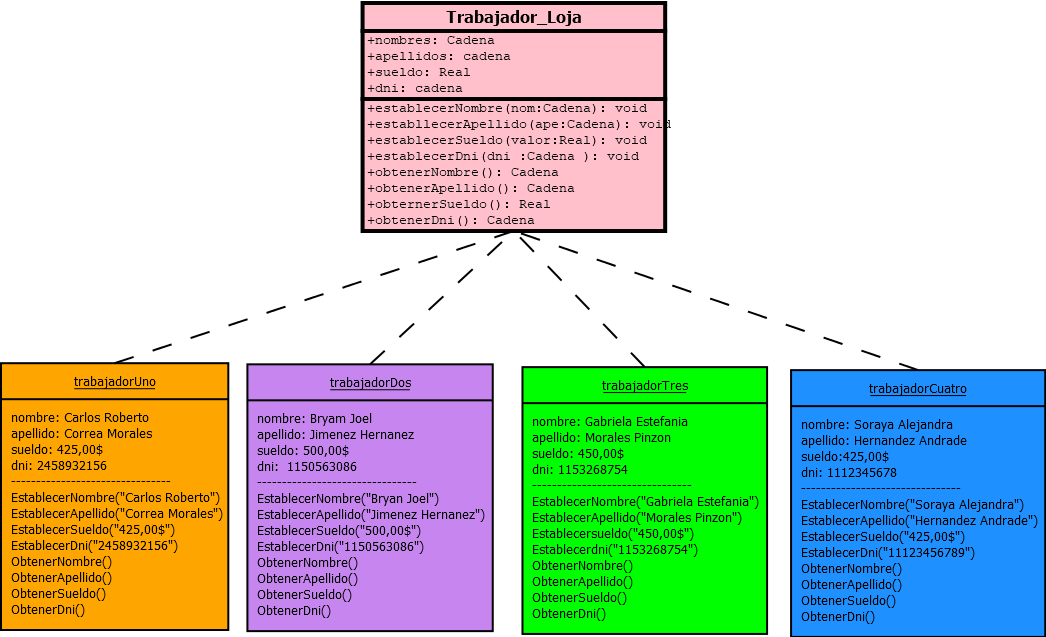 Trabajador_Loja
+nombres: Cadena
+apellidos: cadena
+sueldo: Real
+dni: cadena
+establecerNombre(nom:Cadena): void
+establlecerApellido(ape:Cadena): void
+establecerSueldo(valor:Real): void
+establecerDni(dni :Cadena ): void
+obtenerNombre(): Cadena
+obtenerApellido(): Cadena
+obternerSueldo(): Real
+obtenerDni(): Cadena
trabajadorUno
nombre: Carlos Roberto
apellido: Correa Morales
sueldo: 425,00$
dni: 2458932156
------------------------------
EstablecerNombre("Carlos Roberto")
EstablecerApellido("Correa Morales")
EstablecerSueldo("425,00$")
EstablecerDni("2458932156")
ObtenerNombre()
ObtenerApellido()
ObtenerSueldo()
ObtenerDni()
trabajadorDos
nombre: Bryam Joel
apellido: Jimenez Hernanez
sueldo: 500,00$
dni:  1150563086
------------------------------
EstablecerNombre("Bryan Joel")
EstablecerApellido("Jimenez Hernanez")
EstablecerSueldo("500,00$")
EstablecerDni("1150563086")
ObtenerNombre()
ObtenerApellido()
ObtenerSueldo()
ObtenerDni()
trabajadorTres
nombre: Gabriela Estefania
apellido: Morales Pinzon
sueldo: 450,00$
dni: 1153268754
------------------------------
EstablecerNombre("Gabriela Estefania")
EstablecerApellido("Morales Pinzon")
Establecersueldo("450,00$")
Establecerdni("1153268754")
ObtenerNombre()
ObtenerApellido()
ObtenerSueldo()
ObtenerDni()
trabajadorCuatro
nombre: Soraya Alejandra
apellido: Hernandez Andrade
sueldo:425,00$
dni: 1112345678
------------------------------
EstablecerNombre("Soraya Alejandra")
EstablecerApellido("Hernandez Andrade")
EstablecerSueldo("425,00$")
EstablecerDni("11123456789")
ObtenerNombre()
ObtenerApellido()
ObtenerSueldo()
ObtenerDni()